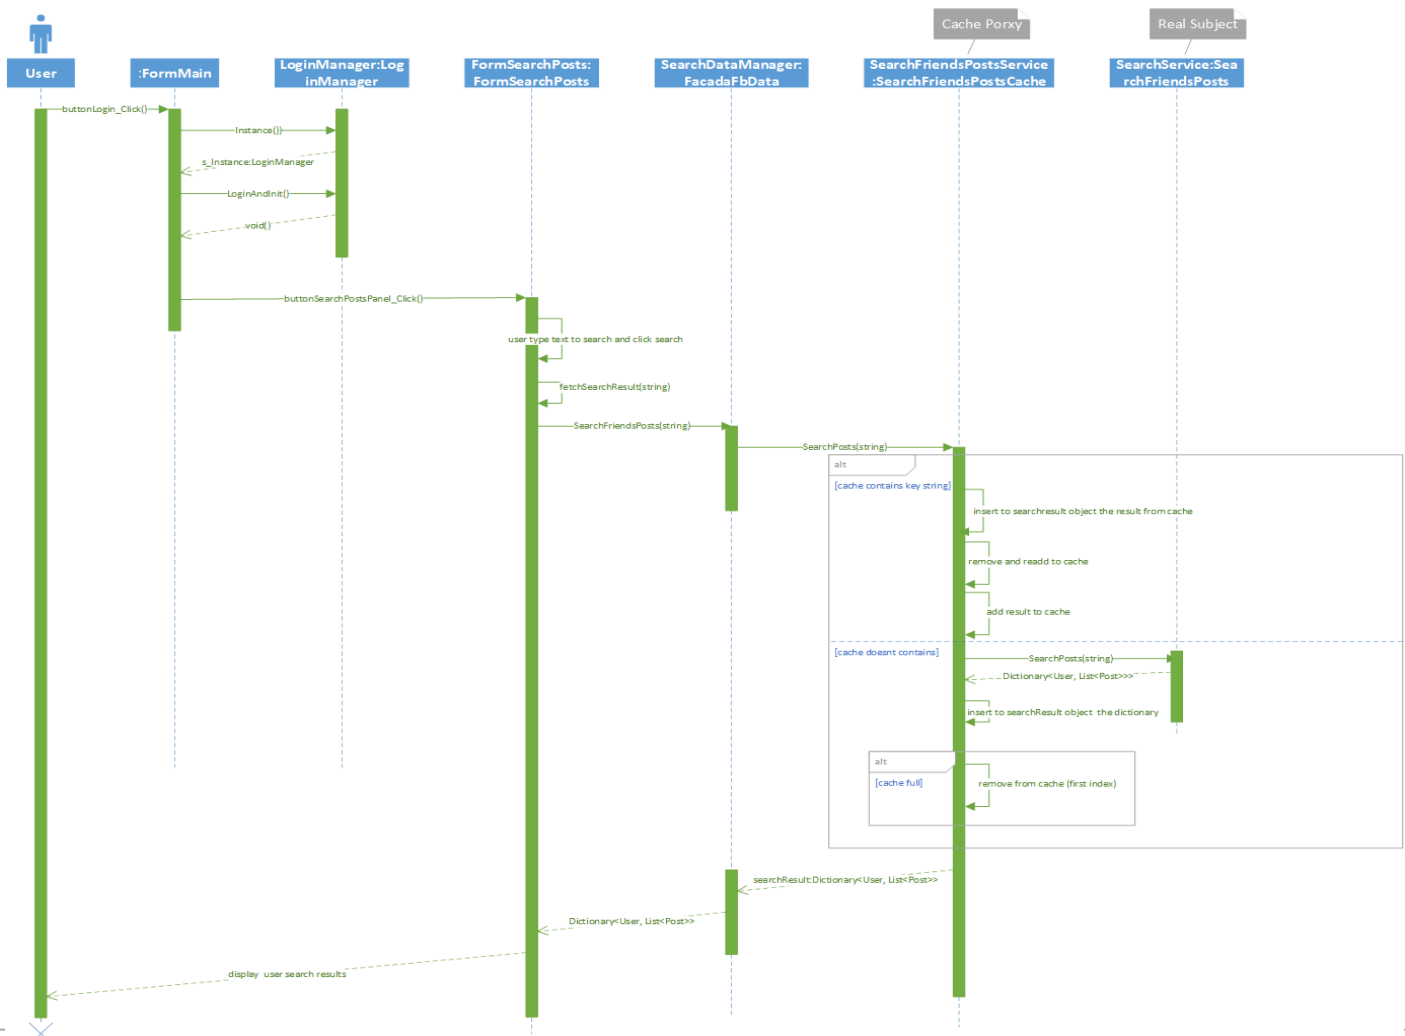 Cache Porxy
Real Subject
User
:FormMain
LoginManager:Log
inManager
FormSearchPosts:
FormSearchPosts
SearchDataManager:
FacadaFbData
SearchFriendsPostsService
:SearchFriendsPostsCache
SearchService:Sea
rchFriendsPosts
buttonLogin_Click()
Instance())
s_Instance:LoginManager
LoginAndInit()
void()
buttonSearchPostsPanel_Click()
user type text to search and click search
fetchSearchResult(string)
SearchFriendsPosts(string)
SearchPosts(string)
alt
[cache contains key string]
insert to searchresult object the result from cache
remove and readd to cache
add result to cache
[cache doesnt contains]
SearchPosts(string)
Dictionary<User, List<Post>>>
insert to searchResult object the dictionary
alt
[cache full]
remove from cache (first index)
searchResult:Dictionary<User, List<Post>>
Dictionary<User, List<Post>>
display user search results